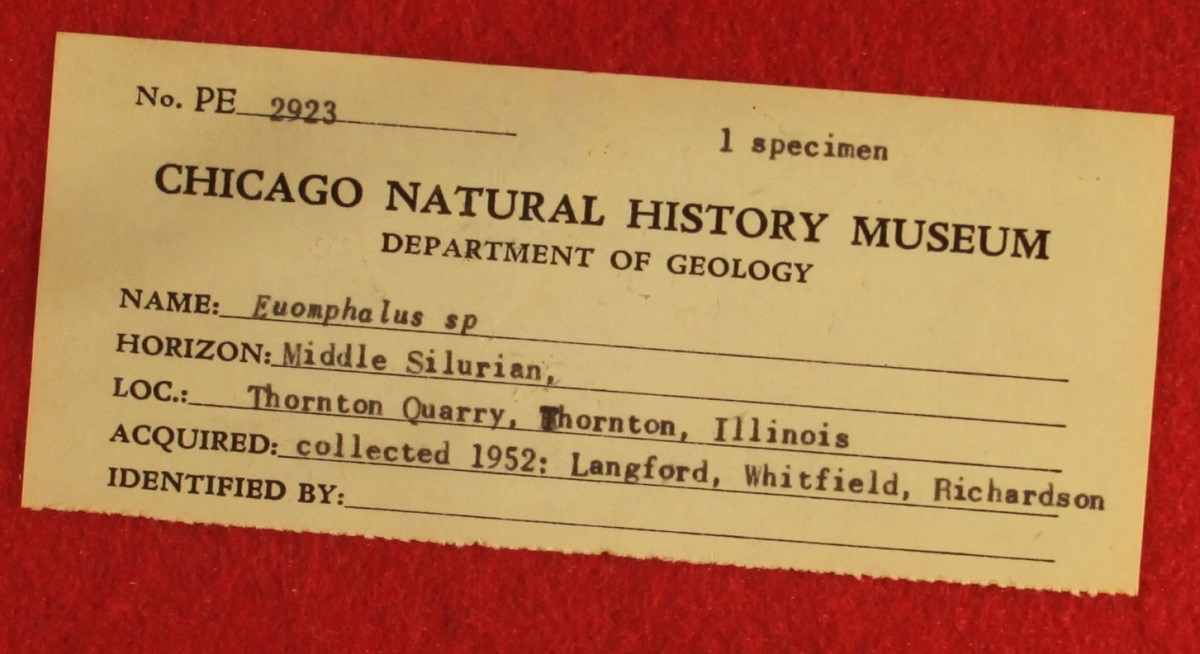 No. PE 2923
1 specimen
CHICAGO NATURAL HISTORY MUSEUM
DEPARTMENT OF GEOLOGY
NAME: Euomphalus sp
HORIZON: Middle Silurian,
LOC.: Thornton Quarry, Thornton, Illinois
ACQUIRED: collected 1952: Langford, Whitfield, Richardson
IDENTIFIED BY: